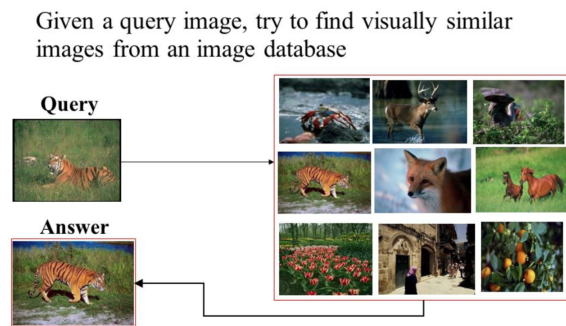 Given a query image, try to find visually similar
images from an image database
Query
Answer